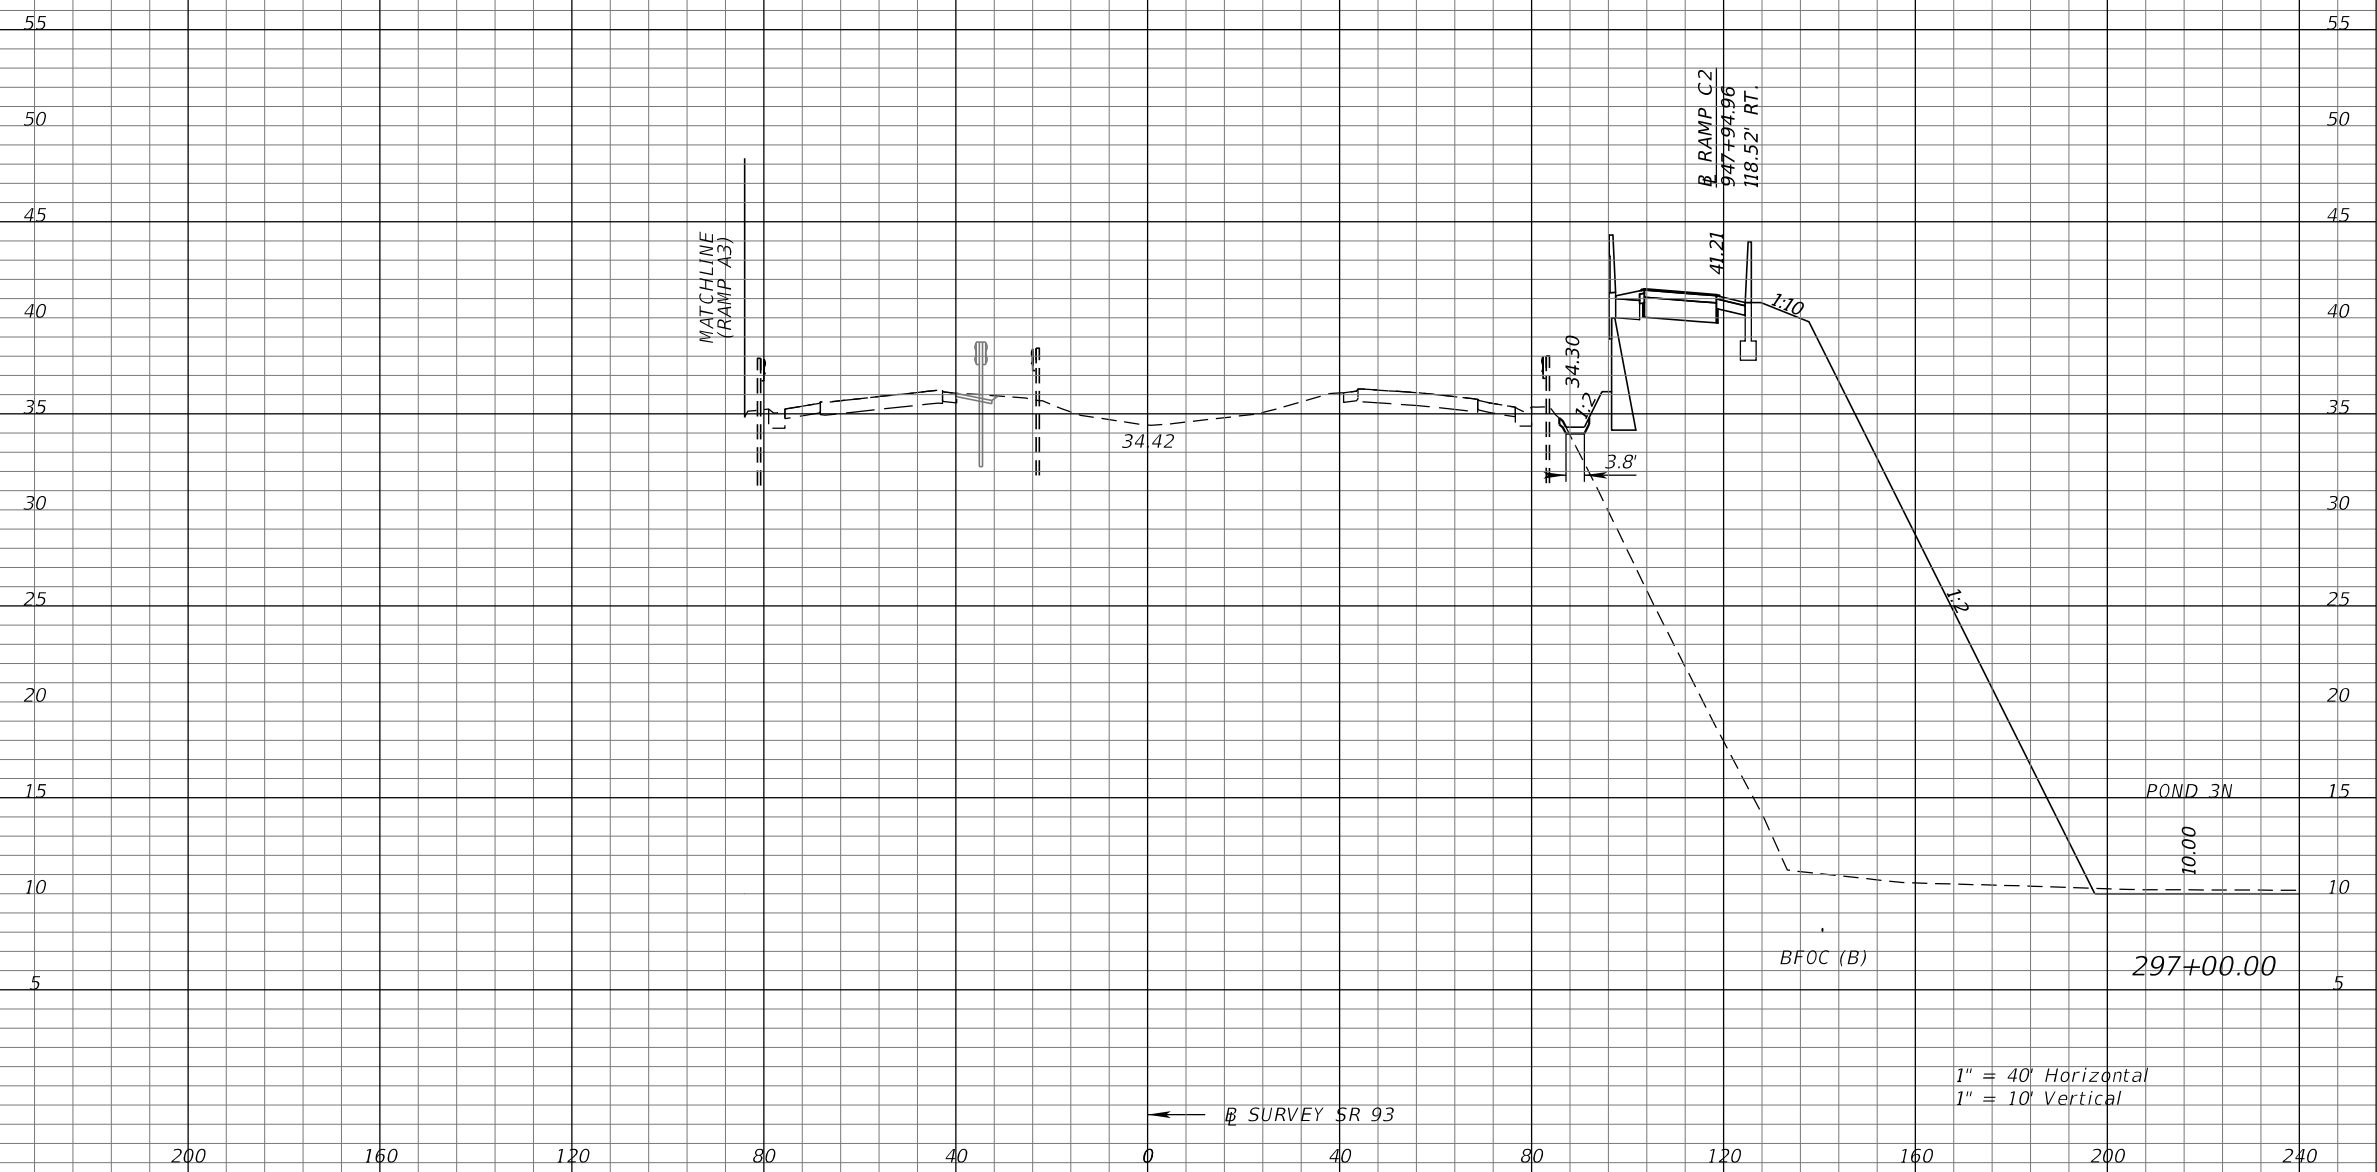 55 55
℄ RAMP C2
947+94.96
118.52' RT.
50 50
45 45
MATCHLINE
(RAMP A3)
41.21
1:10
40 40
34.30
1:2
35 35
34.42
3.8'
30 30
25 25
1:2
20 20
15 15
POND 3N
10.00
10 10
BFOC (B)
297+00.00
5 5
1" = 40' Horizontal
1" = 10' Vertical
SURVEY SR 93
200 160 120 80 40 0 40 80 120 160 200 240